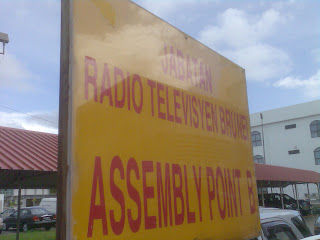 JABATAN
RADIO TELEVISYEN BRUNEI
ASSEMBLY POINT B